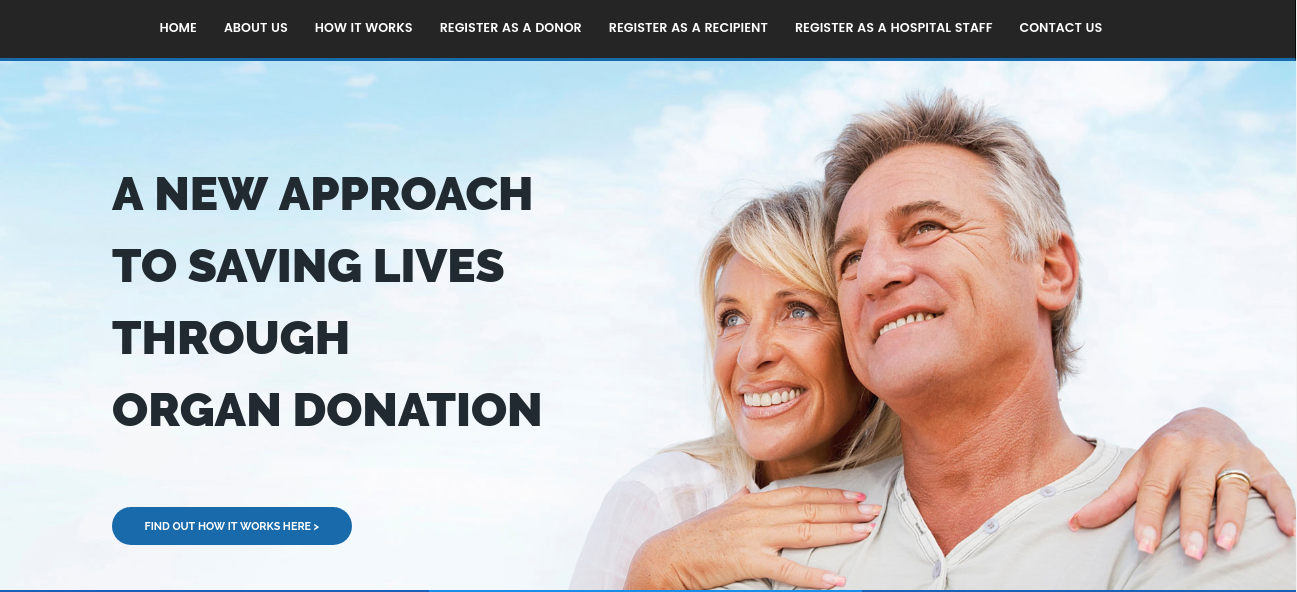 HOME ABOUT US HOW IT WORKS REGISTER AS A DONOR REGISTER AS A RECIPIENT REGISTER AS A HOSPITAL STAFF CONTACT US
A NEW APPROACH
TO SAVING LIVES
THROUGH
ORGAN DONATION
FIND OUT HOW IT WORKS HERE >